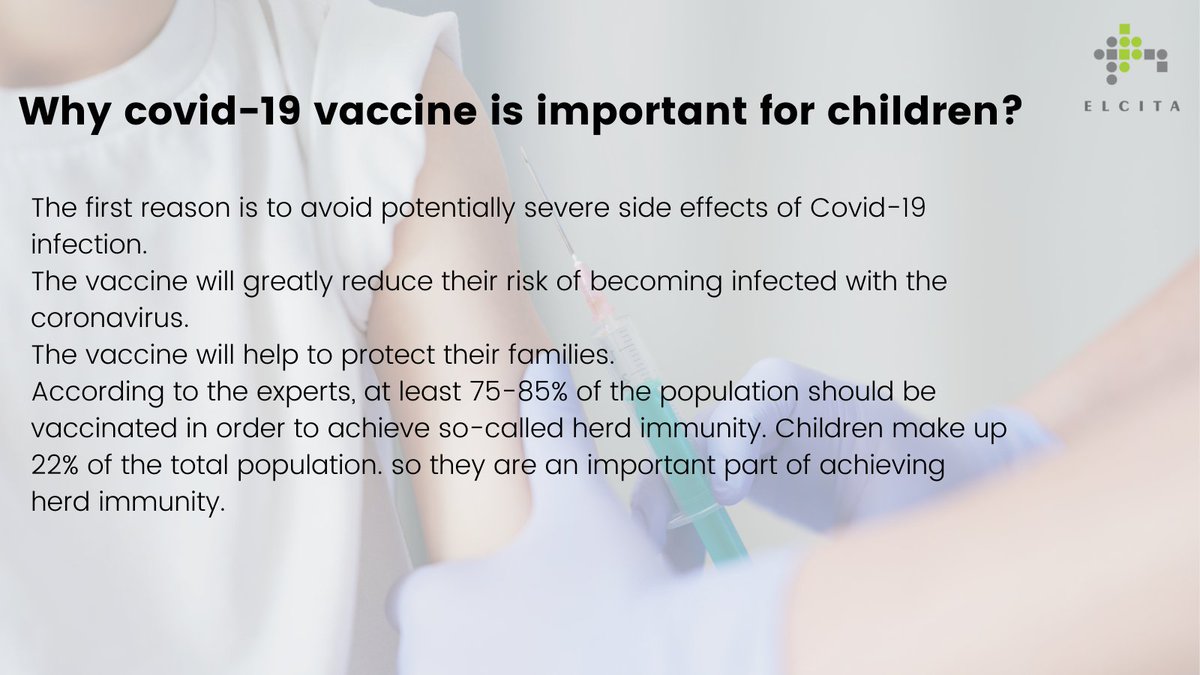 ELCITA
Why covid-19 vaccine is important for children?
The first reason is to avoid potentially severe side effects of Covid-19
infection.
The vaccine will greatly reduce their risk of becoming infected with the
coronavirus.
The vaccine will help to protect their families.
According to the experts, at least 75-85% of the population should be
vaccinated in order to achieve so-called herd immunity. Children make up
22% of the total population. so they are an important part of achieving
herd immunity.